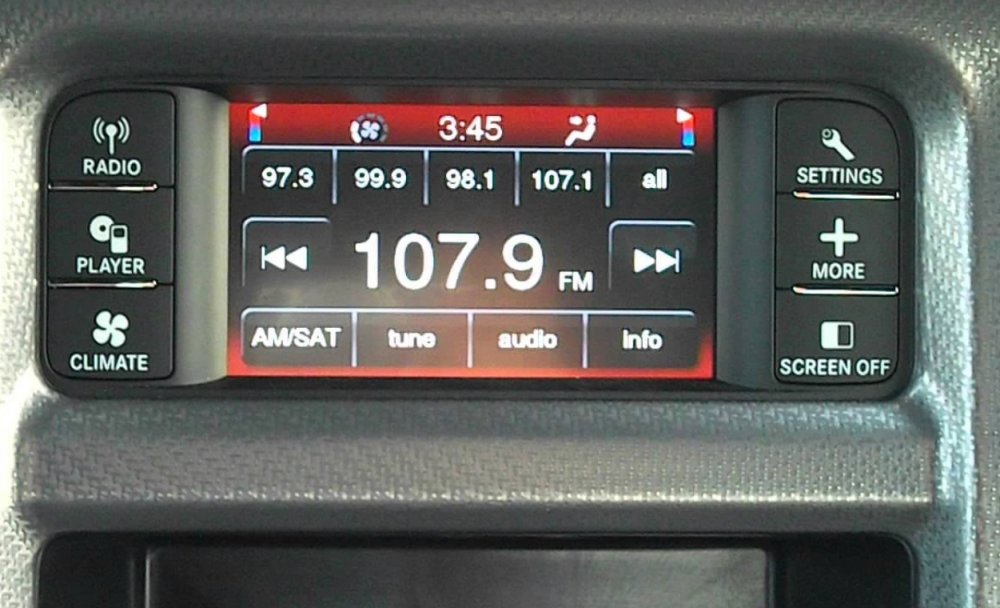 RADIO
PLAYER
CLIMATE
3:45
97.3 99.9 98.1 107.1 all
107.9 FM
AM/SAT tune audio info
SETTINGS
MORE
SCREEN OFF